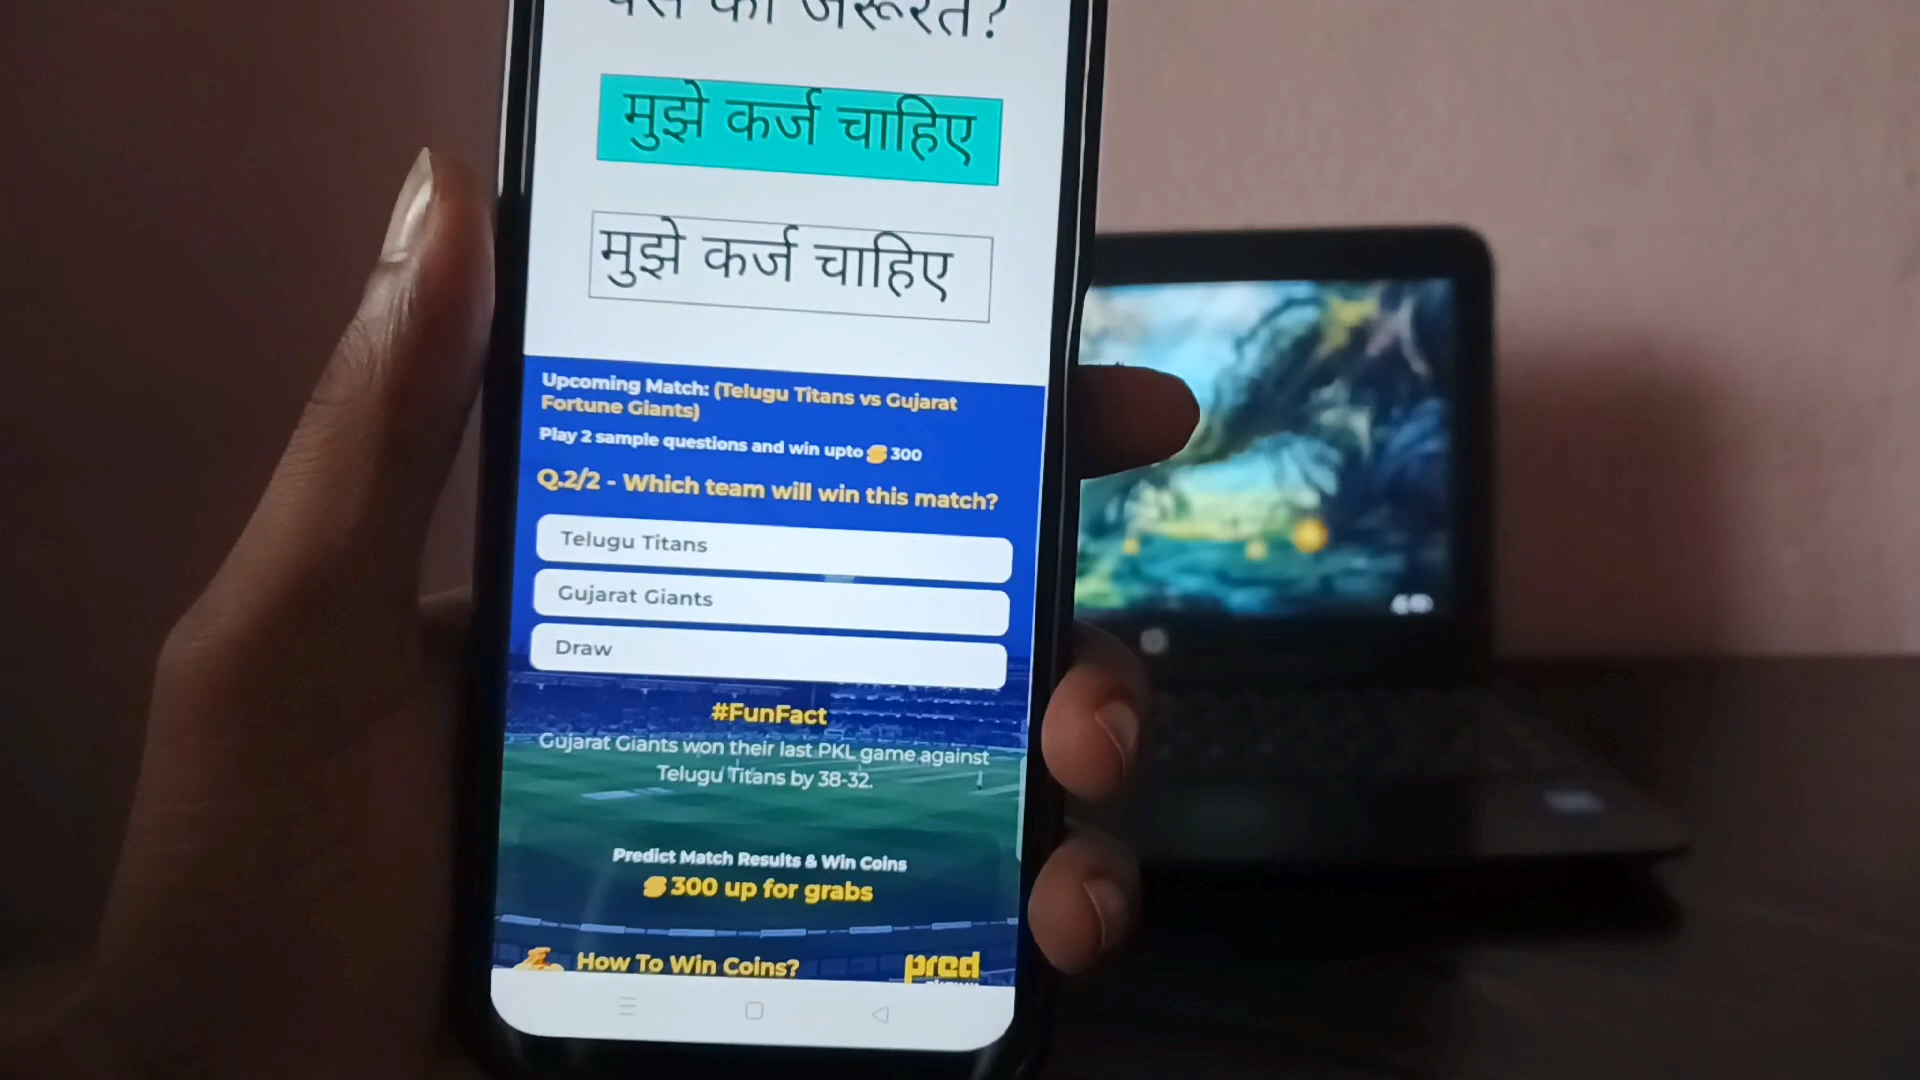 की जरूरत?
मुझे कर्ज चाहिए
मुझे कर्ज चाहिए
Upcoming Match: (Telugu Titans vs Gujarat
Fortune Giants)
Play 2 sample questions and win upto 300
Q.2/2 - Which team will win this match?
Telugu Titans
Gujarat Giants
Draw
#FunFact
Gujarat Giants won their last PKL game against
Telugu Titans by 38-32.
Predict Match Results & Win Coins
300 up for grabs
How To Win Coins?
pred